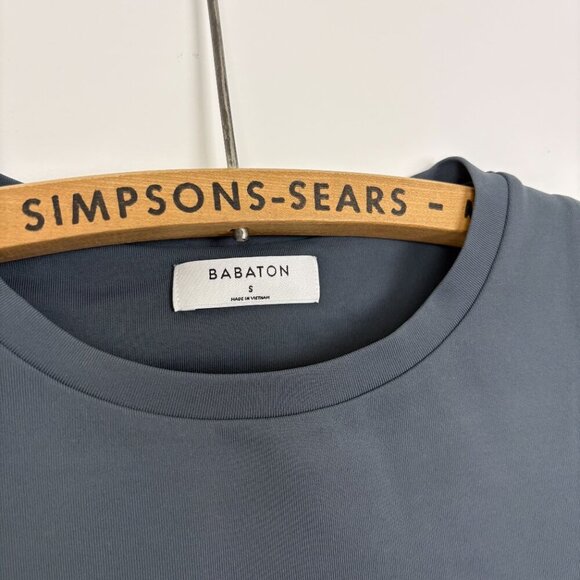 SIMPSONS-SEARS -
BABATON
S
MADE IN VIETNAM